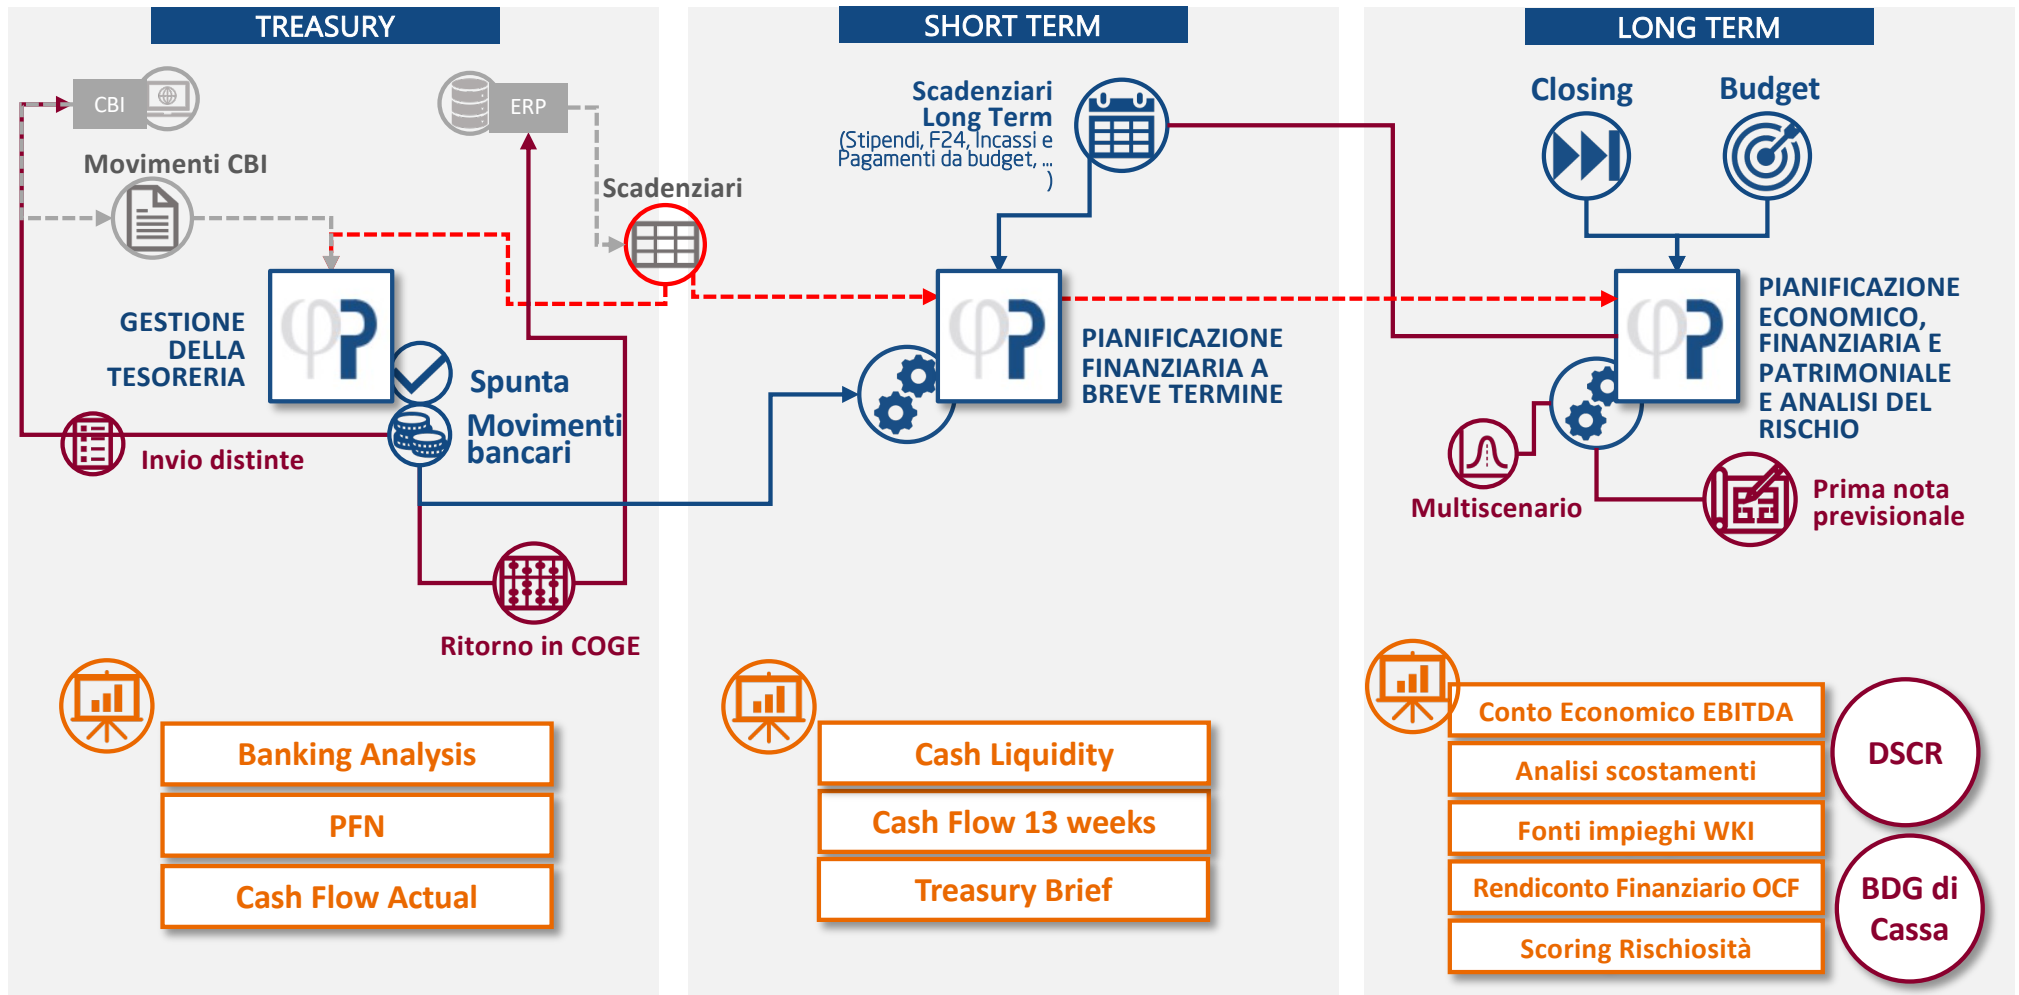 TREASURY
CBI
ERP
Movimenti CBI
Scadenziari
GESTIONE
DELLA
TESORERIA
Spunta
Movimenti
bancari
Invio distinte
Ritorno in COGE
Banking Analysis
PFN
Cash Flow Actual
SHORT TERM
Scadenziari
Long Term
(Stipendi, F24, Incassi e
Pagamenti da budget, ...
)
PIANIFICAZIONE
FINANZIARIA A
BREVE TERMINE
Cash Liquidity
Cash Flow 13 weeks
Treasury Brief
LONG TERM
Closing
Budget
PIANIFICAZIONE
ECONOMICO,
FINANZIARIA E
PATRIMONIALE
E ANALISI DEL
RISCHIO
Multiscenario
Prima nota
previsionale
Conto Economico EBITDA
Analisi scostamenti
Fonti impieghi WKI
Rendiconto Finanziario OCF
Scoring Rischiosità
DSCR
BDG di
Cassa